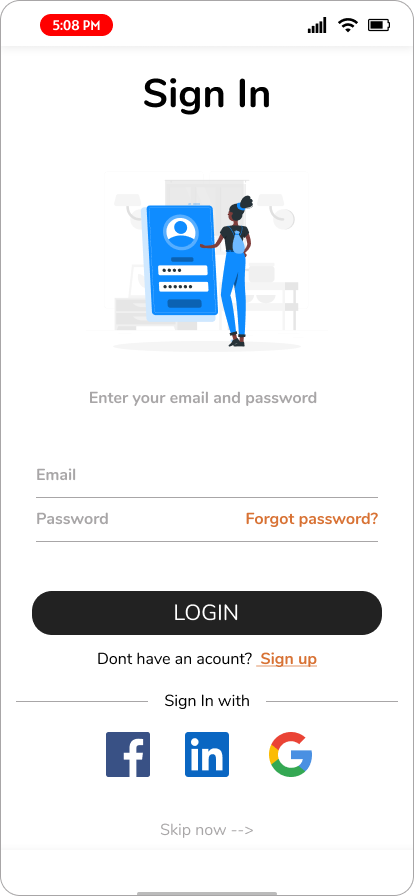 5:08 PM
Sign In
Enter your email and password
Email
Password Forgot password?
LOGIN
Dont have an acount? Sign up
Sign In with
f in G
Skip now -->